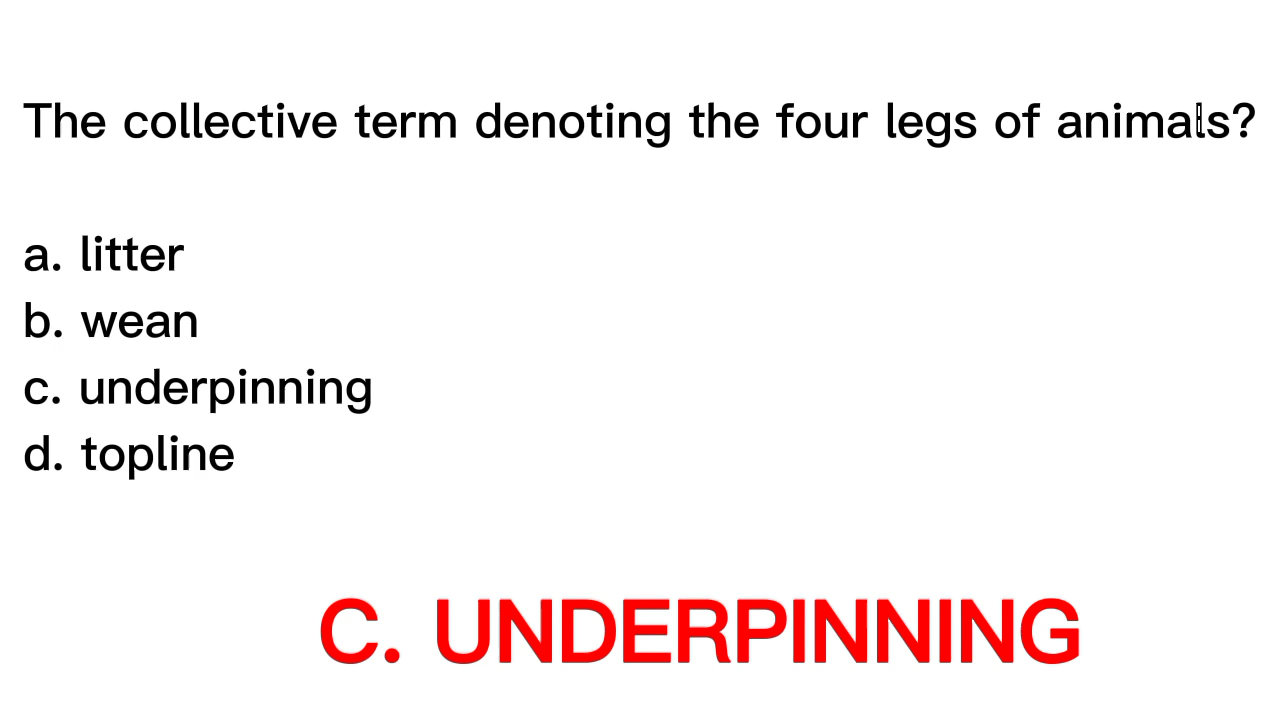 The collective term denoting the four legs of animals?
a. litter
b. wean
c. underpinning
d. topline
C. UNDERPINNING